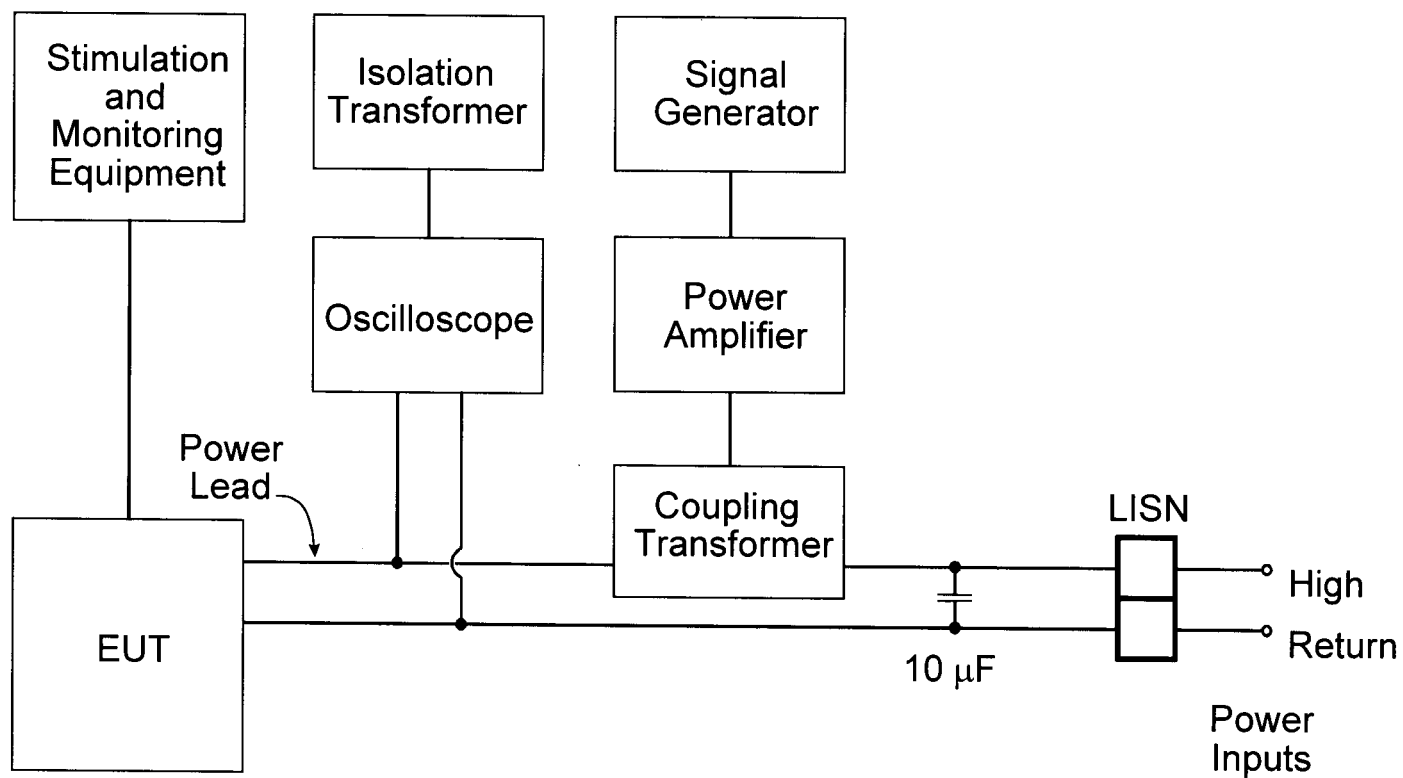 Stimulation
and
Monitoring
Equipment
Isolation
Transformer
Signal
Generator
Oscilloscope
Power
Amplifier
Power
Lead
Coupling
Transformer
LISN
High
EUT
Return
10 μF
Power
Inputs